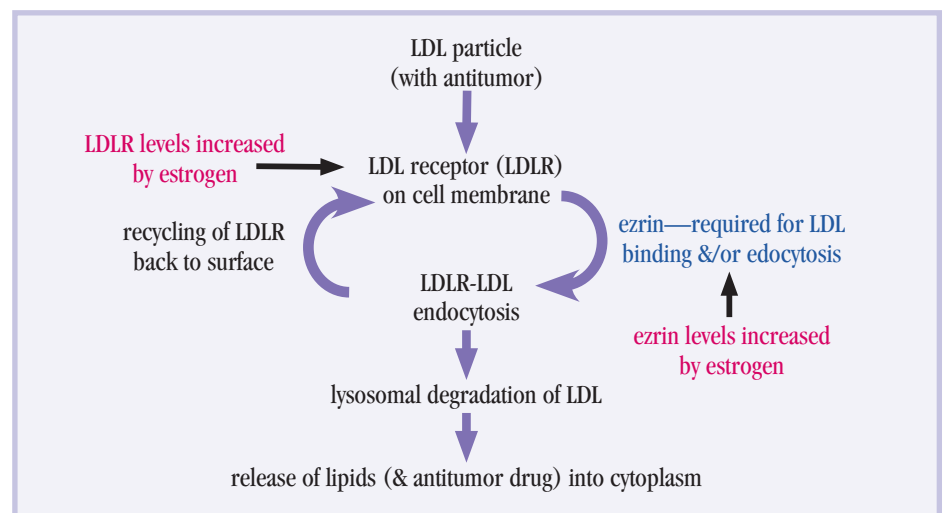 LDL particle
(with antitumor)
LDLR levels increased
by estrogen
LDL receptor (LDLR)
on cell membrane
recycling of LDLR
back to surface
ezrin—required for LDL
binding &/or edocytosis
LDLR-LDL
endocytosis
ezrin levels increased
by estrogen
lysosomal degradation of LDL
release of lipids (& antitumor drug) into cytoplasm